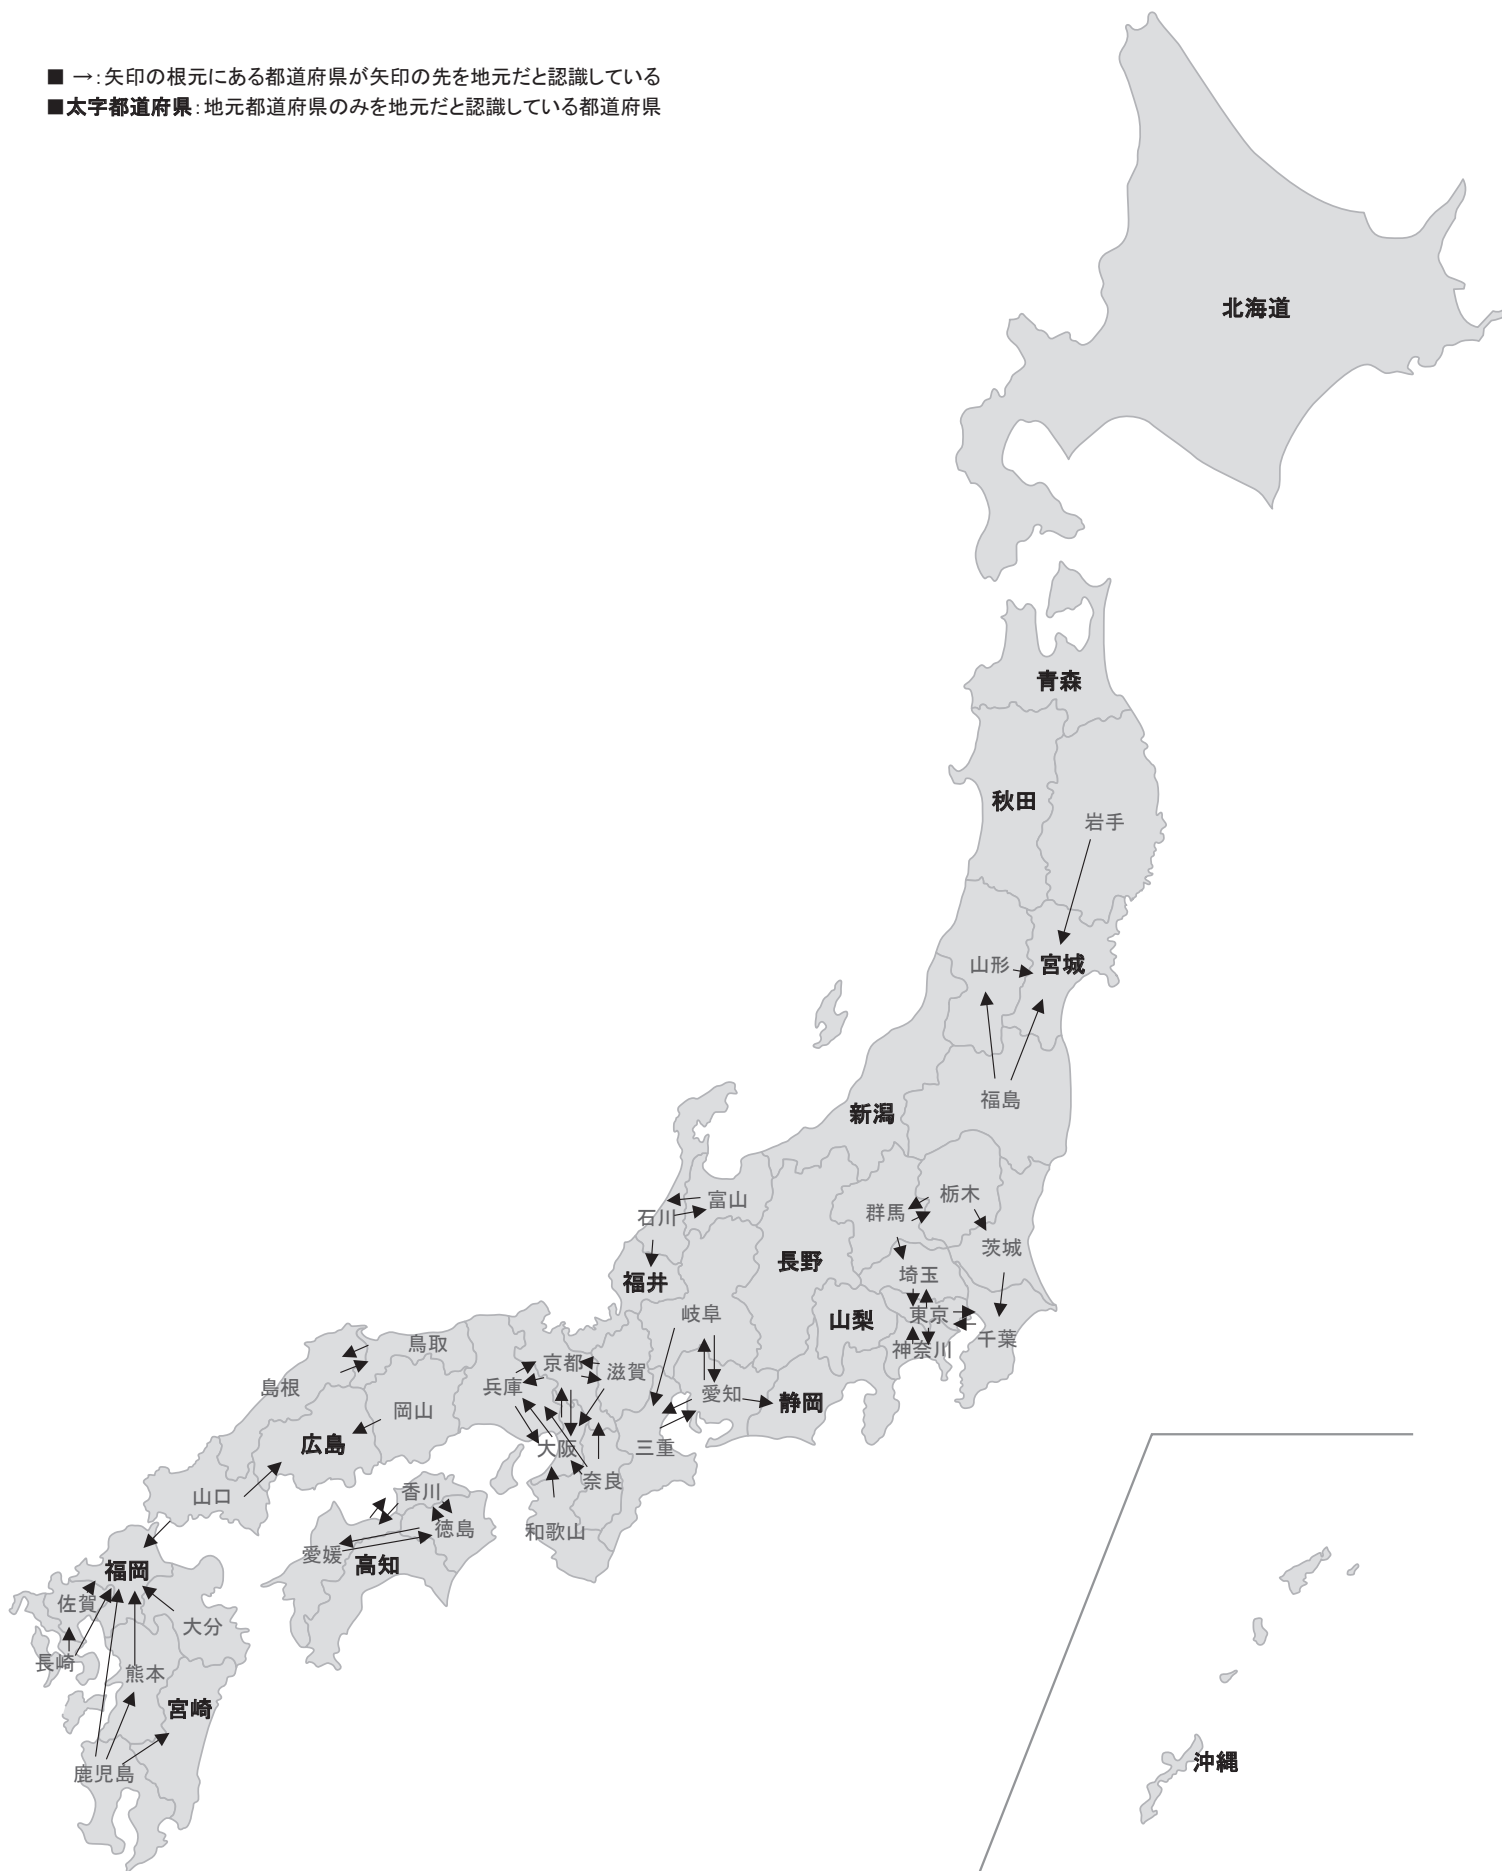 ■ →：矢印の根元にある都道府県が矢印の先を地元だと認識している
■太字都道府県：地元都道府県のみを地元だと認識している都道府県
北海道
青森
秋田
岩手
山形
宮城
福島
新潟
富山
石川
福井
栃木
群馬
茨城
長野
埼玉
山梨
東京
千葉
神奈川
岐阜
愛知
静岡
三重
鳥取
島根
京都
滋賀
兵庫
岡山
広島
大阪
奈良
和歌山
山口
香川
徳島
愛媛
高知
福岡
佐賀
大分
長崎
熊本
宮崎
鹿児島
沖縄